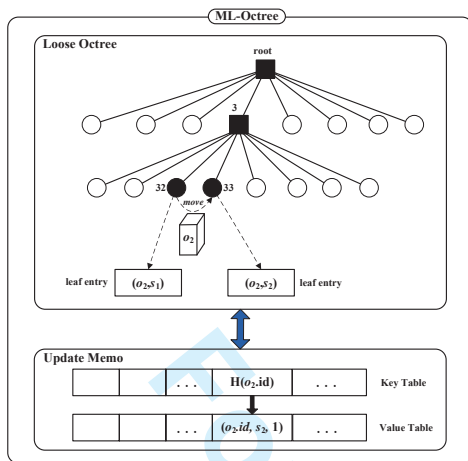 ML-Octree
Loose Octree
root
3
32
33
move
o2
leaf entry
(o2,s1)
(o2,s2)
leaf entry
Update Memo
. . .
H(o2.id)
. . .
Key Table
. . .
(o2.id, s2, 1)
. . .
Value Table